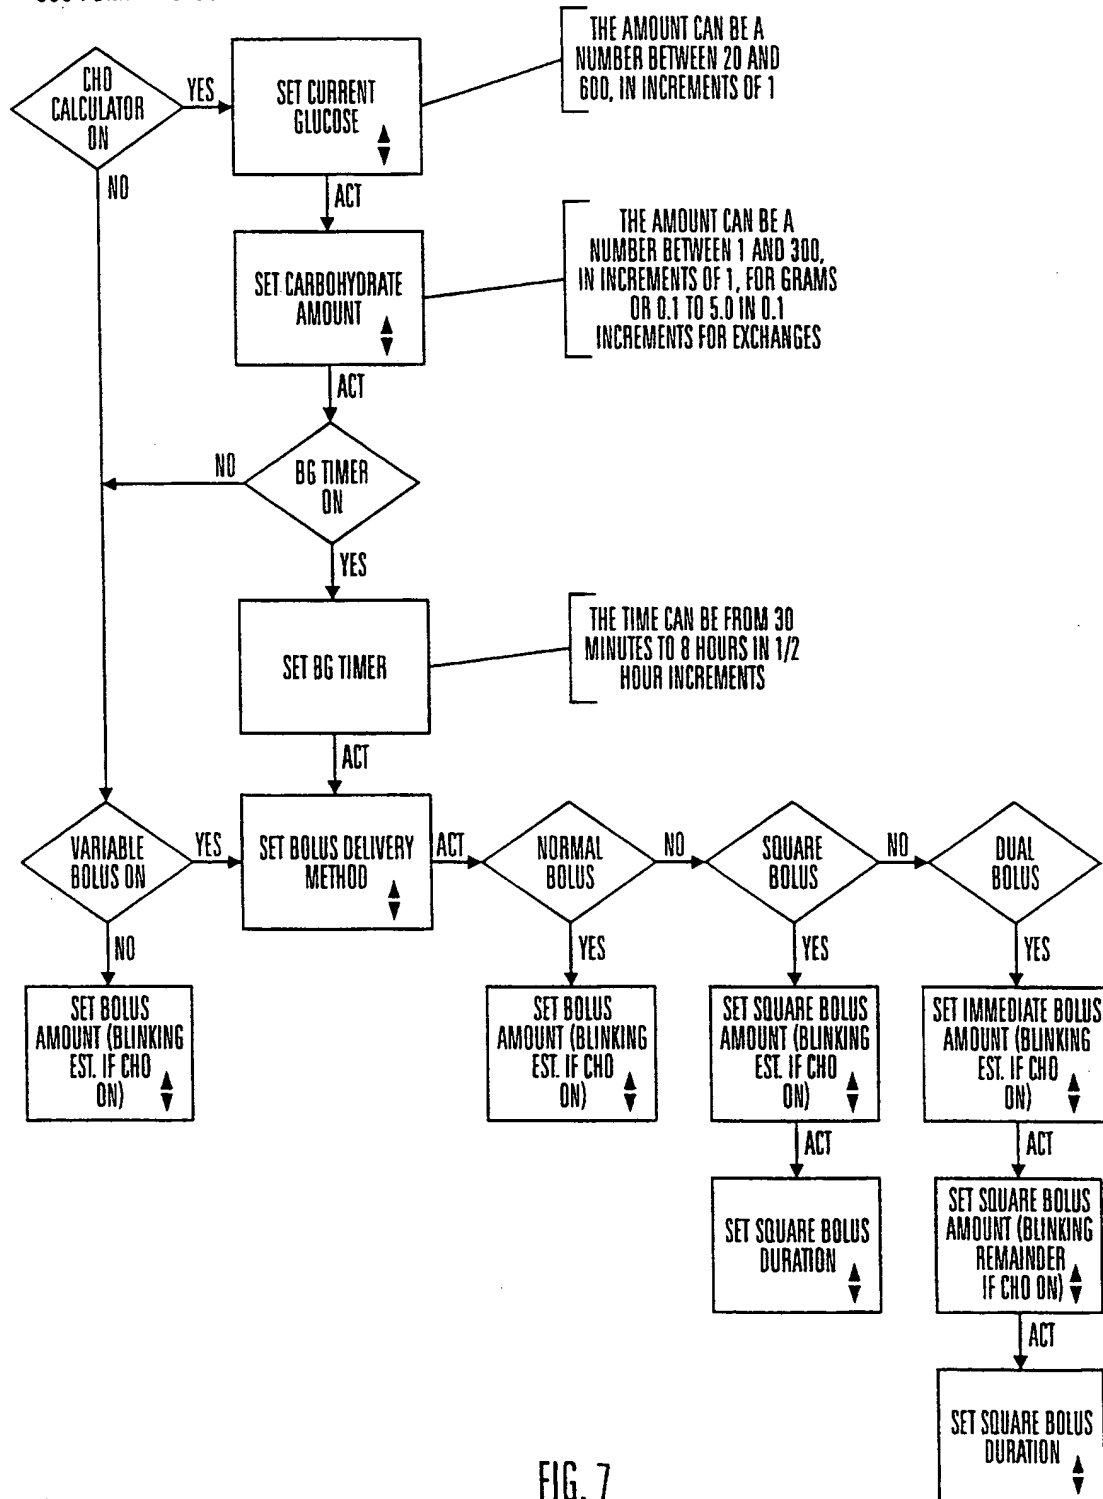 CHO
CALCULATOR
ON
YES
NO
SET CURRENT
GLUCOSE
THE AMOUNT CAN BE A
NUMBER BETWEEN 20 AND
600, IN INCREMENTS OF 1
ACT
SET CARBOHYDRATE
AMOUNT
THE AMOUNT CAN BE A
NUMBER BETWEEN 1 AND 300,
IN INCREMENTS OF 1, FOR GRAMS
OR 0.1 TO 5.0 IN 0.1
INCREMENTS FOR EXCHANGES
ACT
NO
BG TIMER
ON
YES
SET BG TIMER
THE TIME CAN BE FROM 30
MINUTES TO 8 HOURS IN 1/2
HOUR INCREMENTS
ACT
VARIABLE
BOLUS ON
YES
SET BOLUS DELIVERY
METHOD
ACT
NORMAL
BOLUS
NO
SQUARE
BOLUS
NO
DUAL
BOLUS
NO
YES
YES
YES
SET BOLUS
AMOUNT (BLINKING
EST. IF CHO
ON)
SET BOLUS
AMOUNT (BLINKING
EST. IF CHO
ON)
SET SQUARE BOLUS
AMOUNT (BLINKING
EST. IF CHO
ON)
SET IMMEDIATE BOLUS
AMOUNT (BLINKING
EST. IF CHO
ON)
ACT
ACT
SET SQUARE BOLUS
DURATION
SET SQUARE BOLUS
AMOUNT (BLINKING
REMAINDER
IF CHO ON)
ACT
SET SQUARE BOLUS
DURATION
FIG. 7